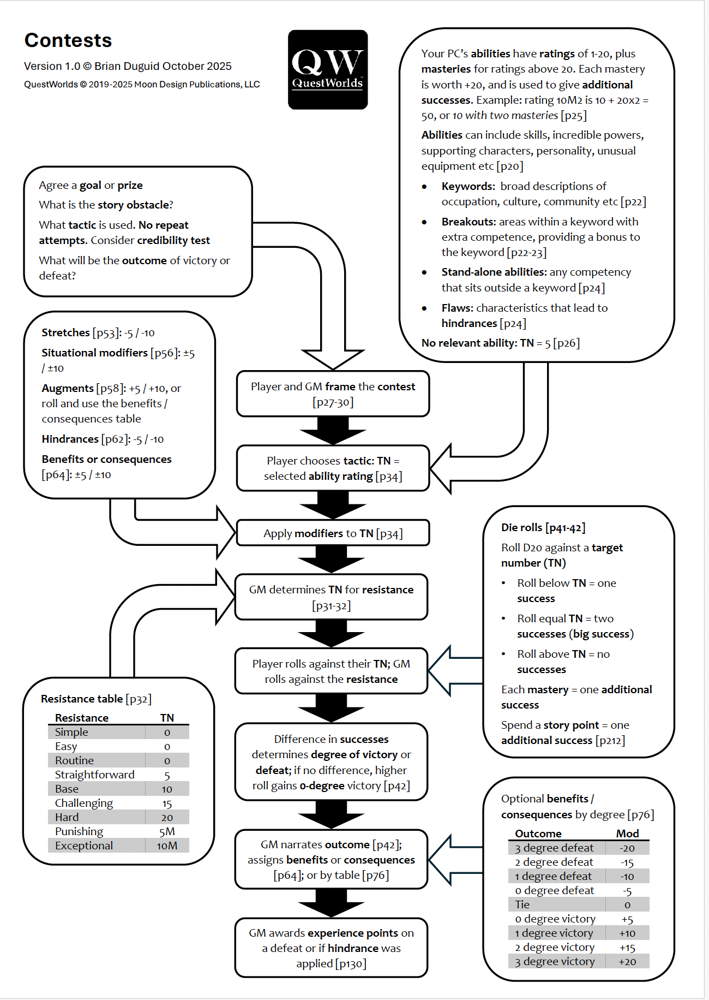 Contests
Version 1.0 © Brian Duguid October 2025
QuestWorlds © 2019-2025 Moon Design Publications, LLC
QW
QuestWorlds™
Your PC’s abilities have ratings of 1-20, plus
masteries for ratings above 20. Each mastery
is worth +20, and is used to give additional
successes. Example: rating 10M2 is 10 + 20x2 =
50, or 10 with two masteries [p25]
Abilities can include skills, incredible powers,
supporting characters, personality, unusual
equipment etc [p20]
• Keywords: broad descriptions of
occupation, culture, community etc [p22]
• Breakouts: areas within a keyword with
extra competence, providing a bonus to
the keyword [p22-23]
• Stand-alone abilities: any competency
that sits outside a keyword [p24]
• Flaws: characteristics that lead to
hindrances [p24]
No relevant ability: TN = 5 [p26]
Agree a goal or prize
What is the story obstacle?
What tactic is used. No repeat
attempts. Consider credibility test
What will be the outcome of victory or
defeat?
Stretches [p53]: -5 / -10
Situational modifiers [p56]: ±5
/ ±10
Augments [p58]: +5 / +10, or
roll and use the benefits /
consequences table
Hindrances [p62]: -5 / -10
Benefits or consequences
[p64]: ±5 / ±10
Player and GM frame the contest
[p27-30]
Player chooses tactic: TN =
selected ability rating [p34]
Apply modifiers to TN [p34]
GM determines TN for resistance
[p31-32]
Player rolls against their TN; GM
rolls against the resistance
Difference in successes
determines degree of victory or
defeat; if no difference, higher
roll gains 0-degree victory [p42]
GM narrates outcome [p42];
assigns benefits or consequences
[p64]; or by table [p76]
GM awards experience points on
a defeat or if hindrance was
applied [p130]
Die rolls [p41-42]
Roll D20 against a target
number (TN)
• Roll below TN = one
success
• Roll equal TN = two
successes (big success)
• Roll above TN = no
successes
Each mastery = one additional
success
Spend a story point = one
additional success [p212]
Resistance table [p32]
Resistance TN
Simple 0
Easy 0
Routine 0
Straightforward 5
Base 10
Challenging 15
Hard 20
Punishing 5M
Exceptional 10M
Optional benefits /
consequences by degree [p76]
Outcome Mod
3 degree defeat -20
2 degree defeat -15
1 degree defeat -10
0 degree defeat -5
Tie 0
0 degree victory +5
1 degree victory +10
2 degree victory +15
3 degree victory +20